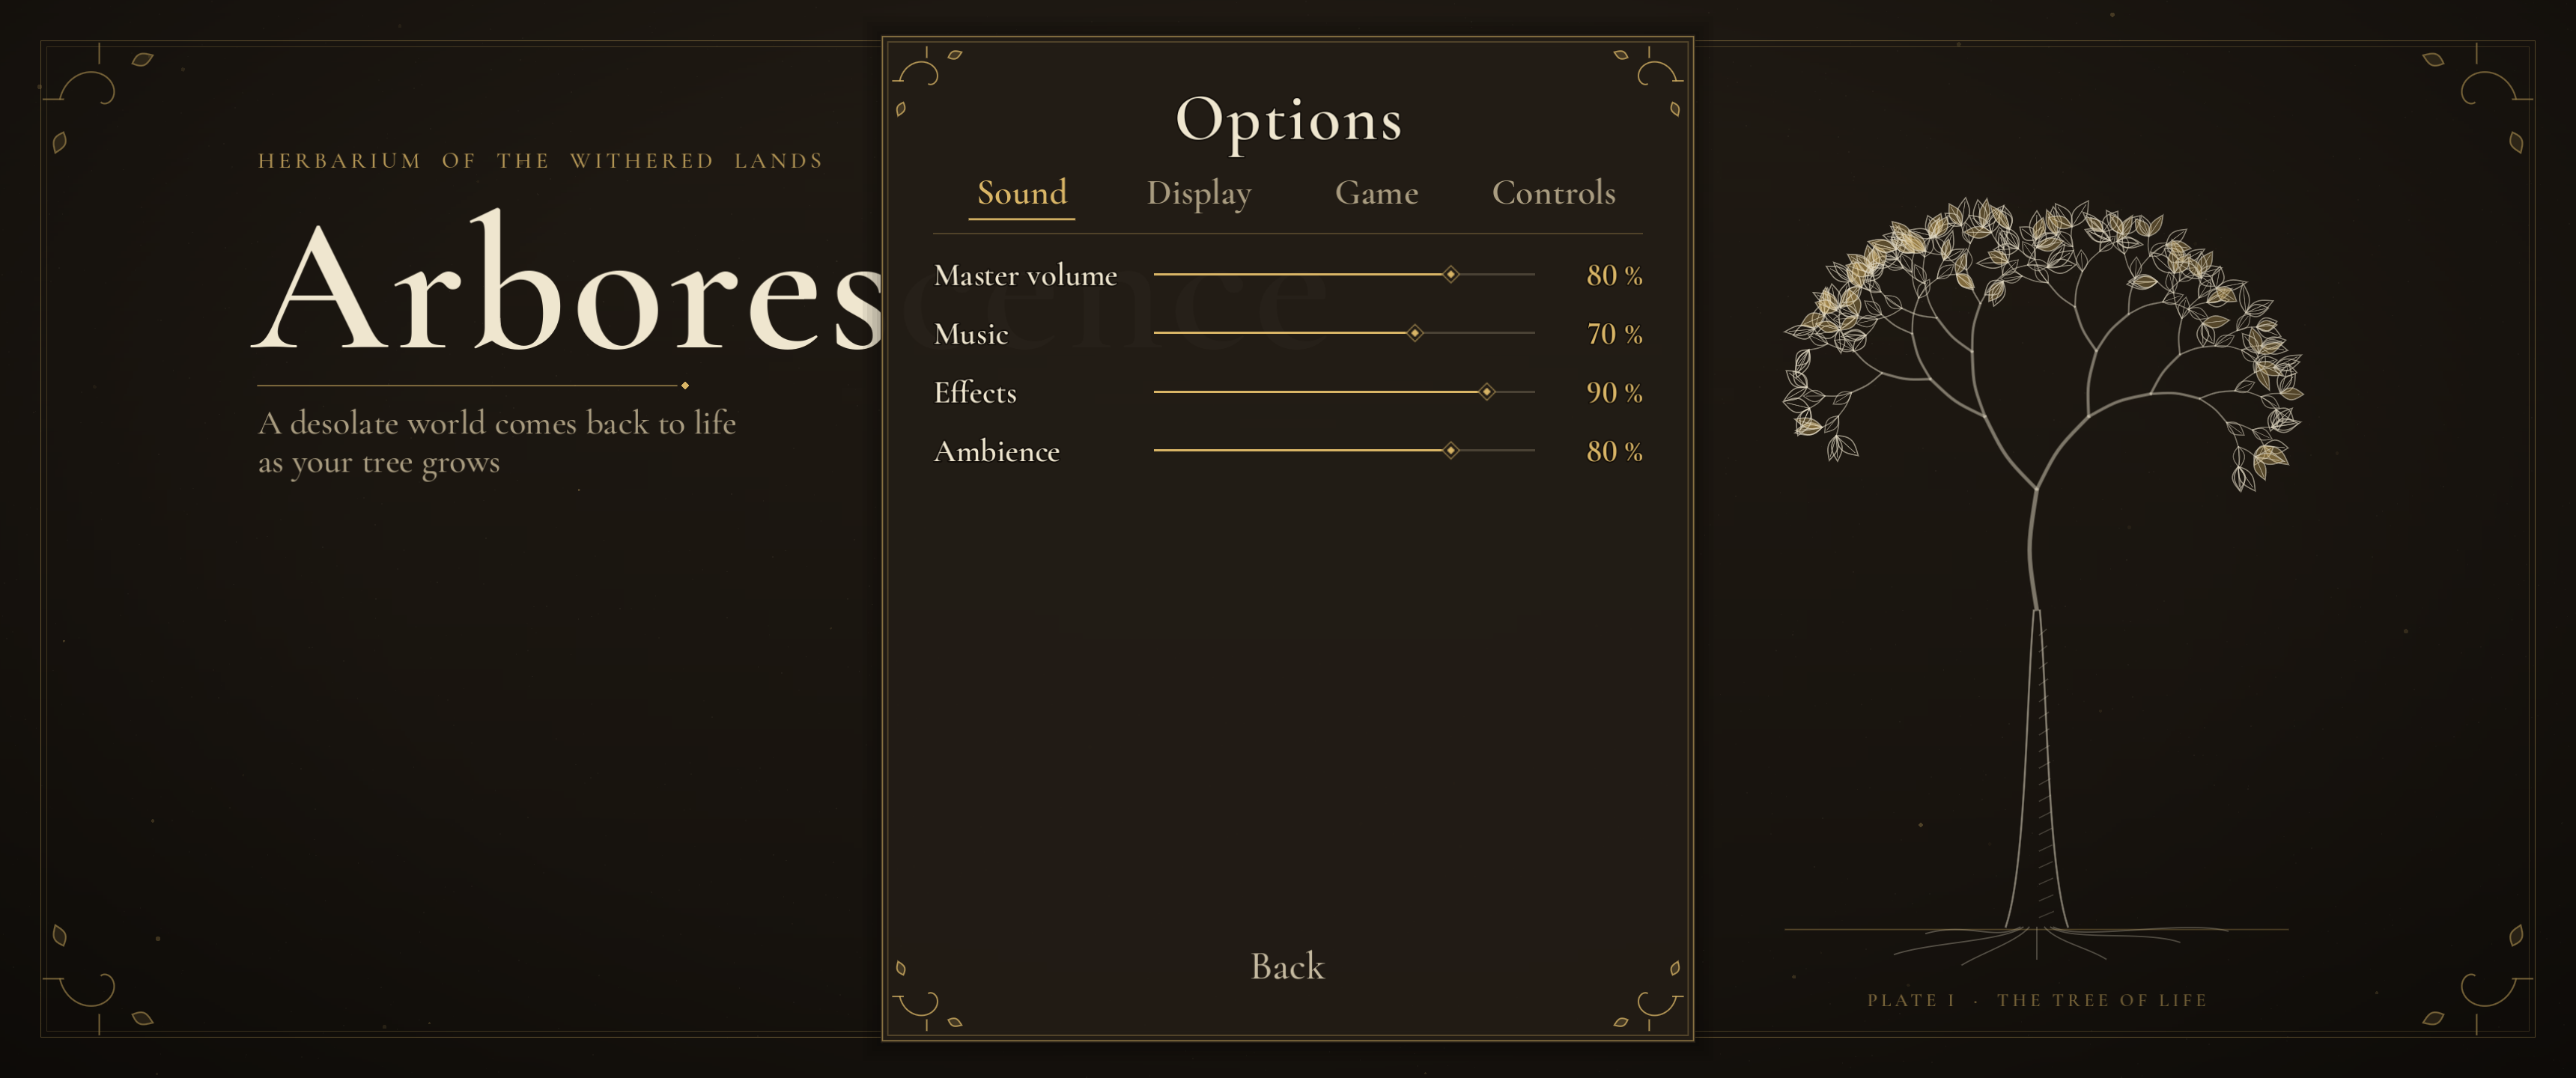 HERBARIUM OF THE WITHERED LANDS
Arborescence
A desolate world comes back to life
as your tree grows
Options
Sound Display Game Controls
Master volume 80 %
Music 70 %
Effects 90 %
Ambience 80 %
Back
PLATE I · THE TREE OF LIFE